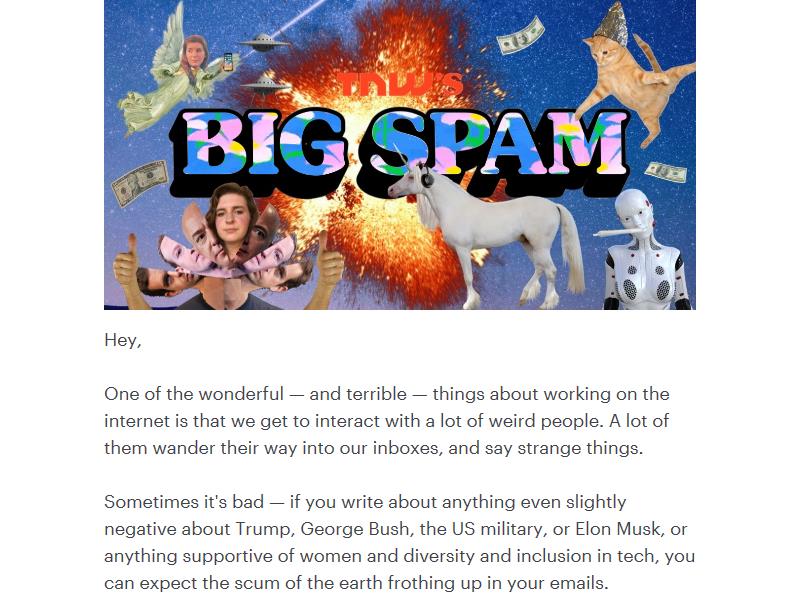 TNW's
BIG SPAM
Hey,
One of the wonderful — and terrible — things about working on the
internet is that we get to interact with a lot of weird people. A lot of
them wander their way into our inboxes, and say strange things.
Sometimes it's bad — if you write about anything even slightly
negative about Trump, George Bush, the US military, or Elon Musk, or
anything supportive of women and diversity and inclusion in tech, you
can expect the scum of the earth frothing up in your emails.